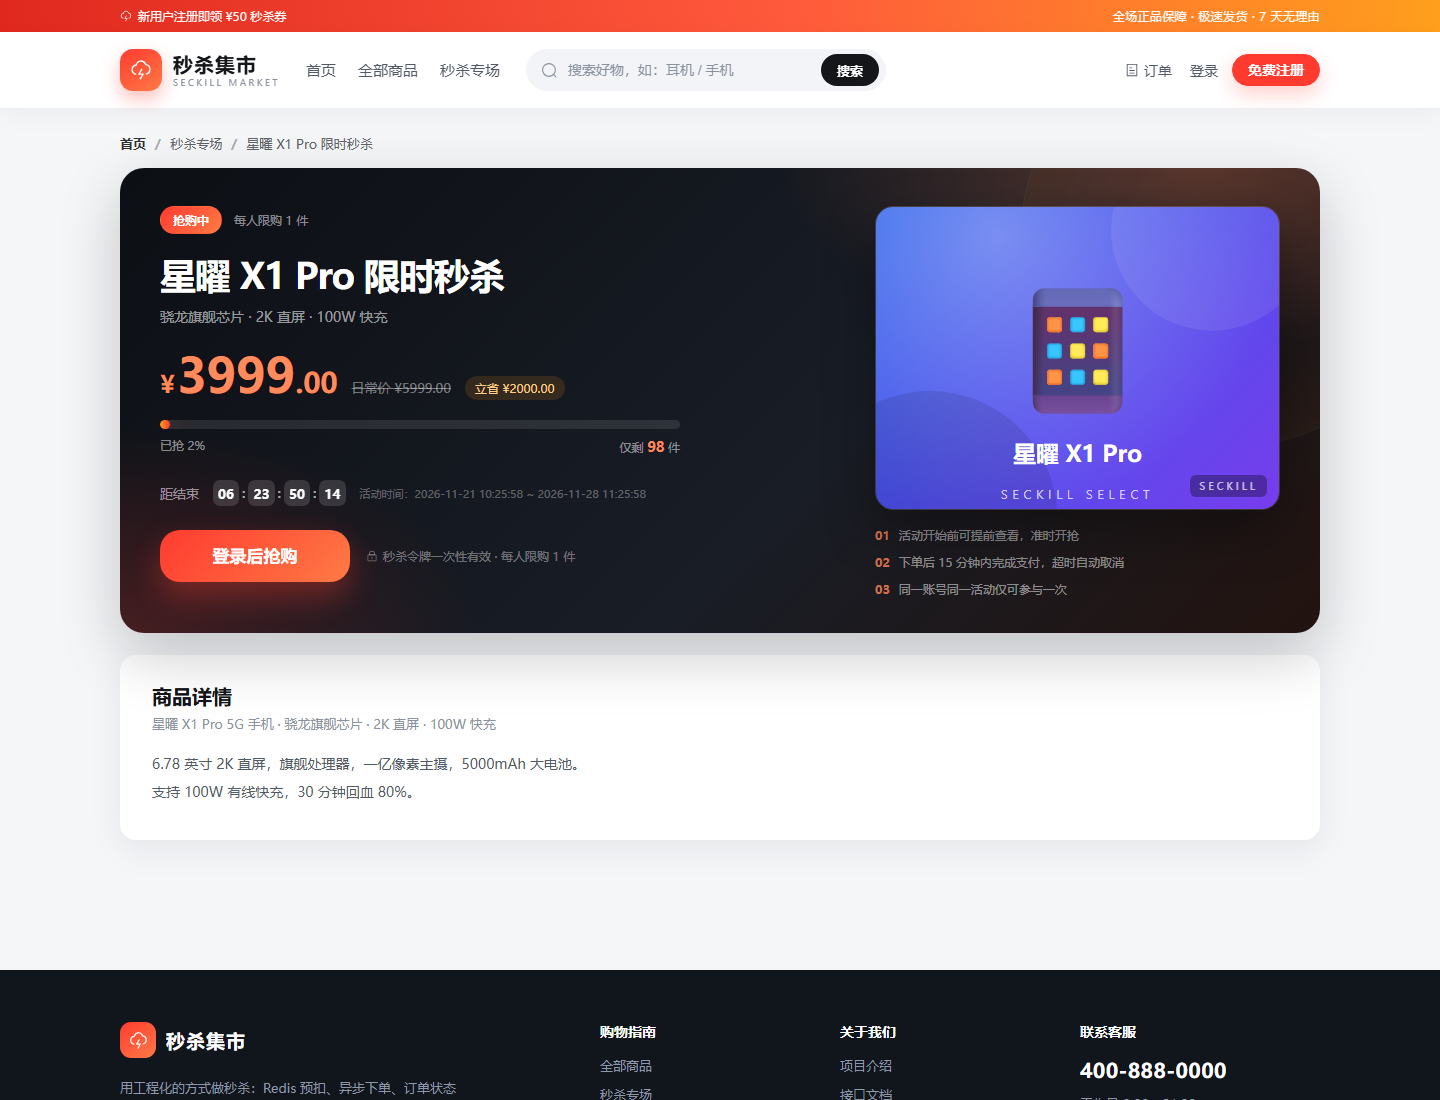 新用户注册即领 ¥50 秒杀券
全场正品保障 · 极速发货 · 7 天无理由
秒杀集市
SECKILL MARKET
首页
全部商品
秒杀专场
搜索好物，如：耳机 / 手机
搜索
订单
登录
免费注册
首页 / 秒杀专场 / 星曜 X1 Pro 限时秒杀
抢购中
每人限购 1 件
星曜 X1 Pro 限时秒杀
骁龙旗舰芯片 · 2K 直屏 · 100W 快充
¥3999.00 日常价 ¥5999.00 立省 ¥2000.00
已抢 2%
仅剩 98 件
距结束 06 : 23 : 50 : 14 活动时间：2026-11-21 10:25:58 ~ 2026-11-28 11:25:58
登录后抢购
秒杀令牌一次性有效 · 每人限购 1 件
星曜 X1 Pro
SECKILL SELECT
SECKILL
01 活动开始前可提前查看，准时开抢
02 下单后 15 分钟内完成支付，超时自动取消
03 同一账号同一活动仅可参与一次
商品详情
星曜 X1 Pro 5G 手机 · 骁龙旗舰芯片 · 2K 直屏 · 100W 快充
6.78 英寸 2K 直屏，旗舰处理器，一亿像素主摄，5000mAh 大电池。
支持 100W 有线快充，30 分钟回血 80%。
秒杀集市
用工程化的方式做秒杀：Redis 预扣、异步下单、订单状态
购物指南
全部商品
秒杀专场
关于我们
项目介绍
接口文档
联系客服
400-888-0000